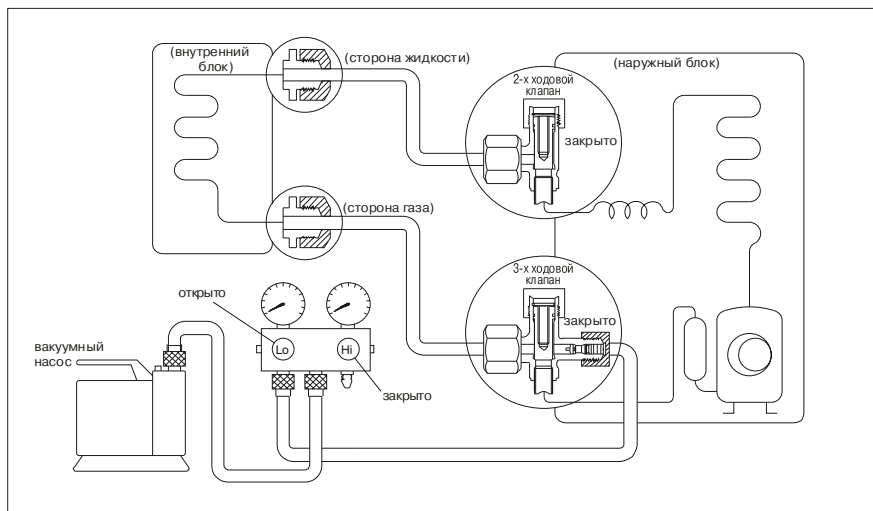 (внутренний
блок)
(сторона жидкости)
(наружный блок)
2-х ходовой
клапан
закрыто
(сторона газа)
3-х ходовой
клапан
закрыто
открыто
вакуумный
насос
Lo
Hi
закрыто